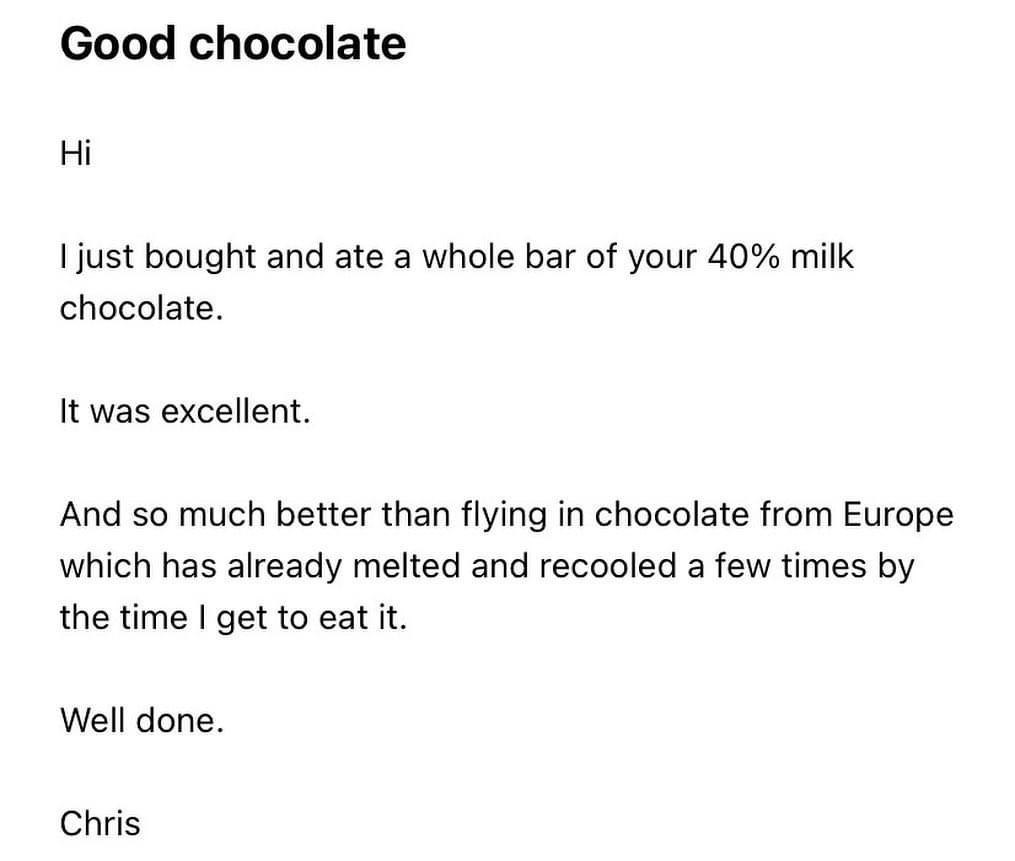 Good chocolate
Hi
I just bought and ate a whole bar of your 40% milk
chocolate.
It was excellent.
And so much better than flying in chocolate from Europe
which has already melted and recooled a few times by
the time I get to eat it.
Well done.
Chris